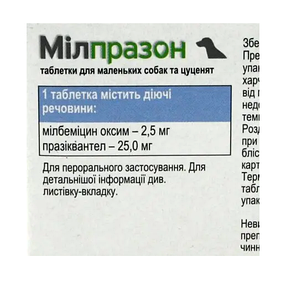 Мілпразон
таблетки для маленьких собак та цуценят
1 таблетка містить діючі
речовини:
мілбеміцин оксим – 2,5 мг
празіквантел – 25,0 мг
Для перорального застосування. Для
детальнішої інформації див.
листівку-вкладку.